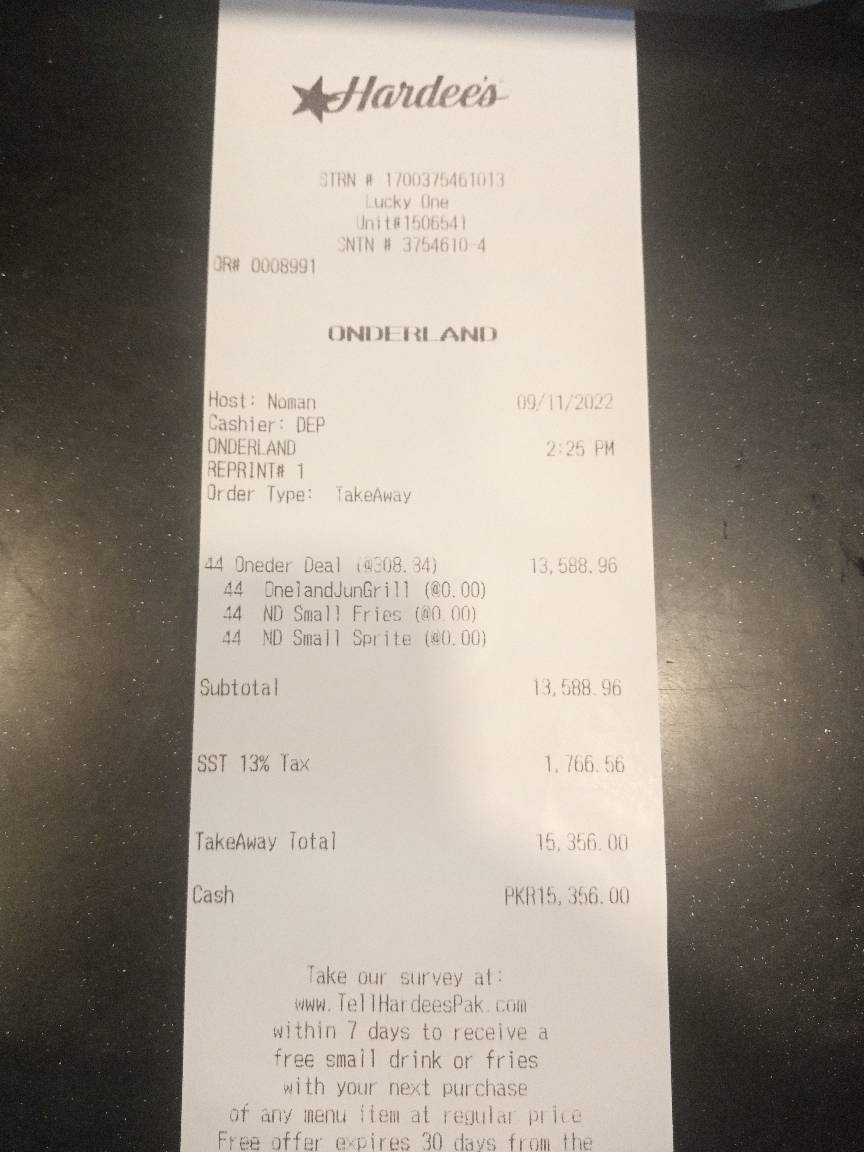 Hardee's
STRN # 1700375461013
Lucky One
Unit#1506541
SNTN # 3754610-4
OR# 0008991
ONDERLAND
Host: Noman 09/11/2022
Cashier: DEP
ONDERLAND 2:25 PM
REPRINT# 1
Order Type: TakeAway
44 Oneder Deal (@308.84) 13,588.96
44 OnelandJunGrill (@0.00)
44 ND Small Fries (@0.00)
44 ND Small Sprite (@0.00)
Subtotal 13,588.96
SST 13% Tax 1,766.56
TakeAway Total 15,356.00
Cash PKR15,356.00
Take our survey at:
www.TellHardeesPak.com
within 7 days to receive a
free small drink or fries
with your next purchase
of any menu item at regular price
Free offer expires 30 days from the